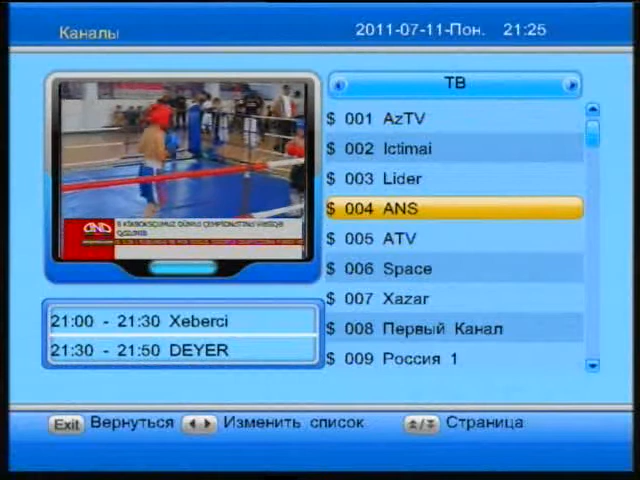 Каналы
2011-07-11-Пон. 21:25
ТВ
$ 001 AzTV
$ 002 Ictimai
$ 003 Lider
$ 004 ANS
$ 005 ATV
$ 006 Space
$ 007 Xazar
$ 008 Первый Канал
$ 009 Россия 1
21:00 - 21:30 Xeberci
21:30 - 21:50 DEYER
Exit Вернуться
Изменить список
Страница